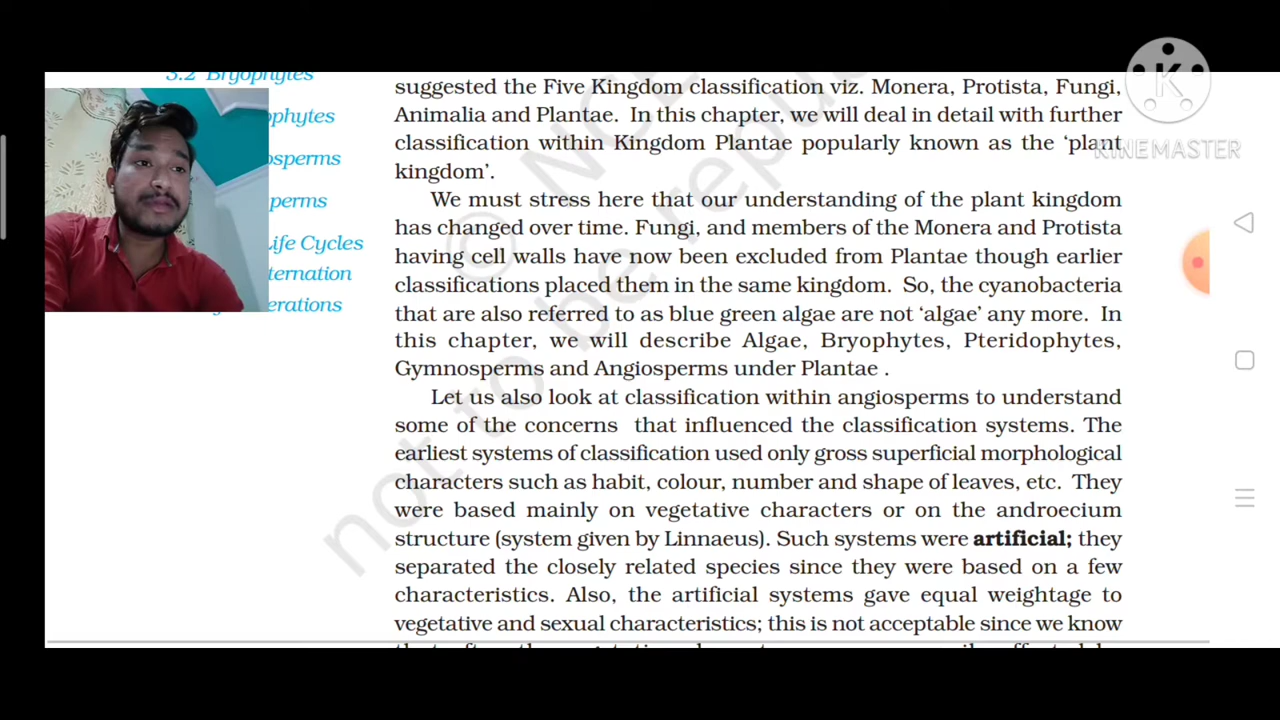 3.2 Bryophytes
ophytes
osperms
perms
Life Cycles
ternation
erations
suggested the Five Kingdom classification viz. Monera, Protista, Fungi,
Animalia and Plantae. In this chapter, we will deal in detail with further
classification within Kingdom Plantae popularly known as the ‘plant
kingdom’.
We must stress here that our understanding of the plant kingdom
has changed over time. Fungi, and members of the Monera and Protista
having cell walls have now been excluded from Plantae though earlier
classifications placed them in the same kingdom. So, the cyanobacteria
that are also referred to as blue green algae are not ‘algae’ any more. In
this chapter, we will describe Algae, Bryophytes, Pteridophytes,
Gymnosperms and Angiosperms under Plantae .
Let us also look at classification within angiosperms to understand
some of the concerns that influenced the classification systems. The
earliest systems of classification used only gross superficial morphological
characters such as habit, colour, number and shape of leaves, etc. They
were based mainly on vegetative characters or on the androecium
structure (system given by Linnaeus). Such systems were artificial; they
separated the closely related species since they were based on a few
characteristics. Also, the artificial systems gave equal weightage to
vegetative and sexual characteristics; this is not acceptable since we know
© NCE
not to be repu
K
KINEMASTER